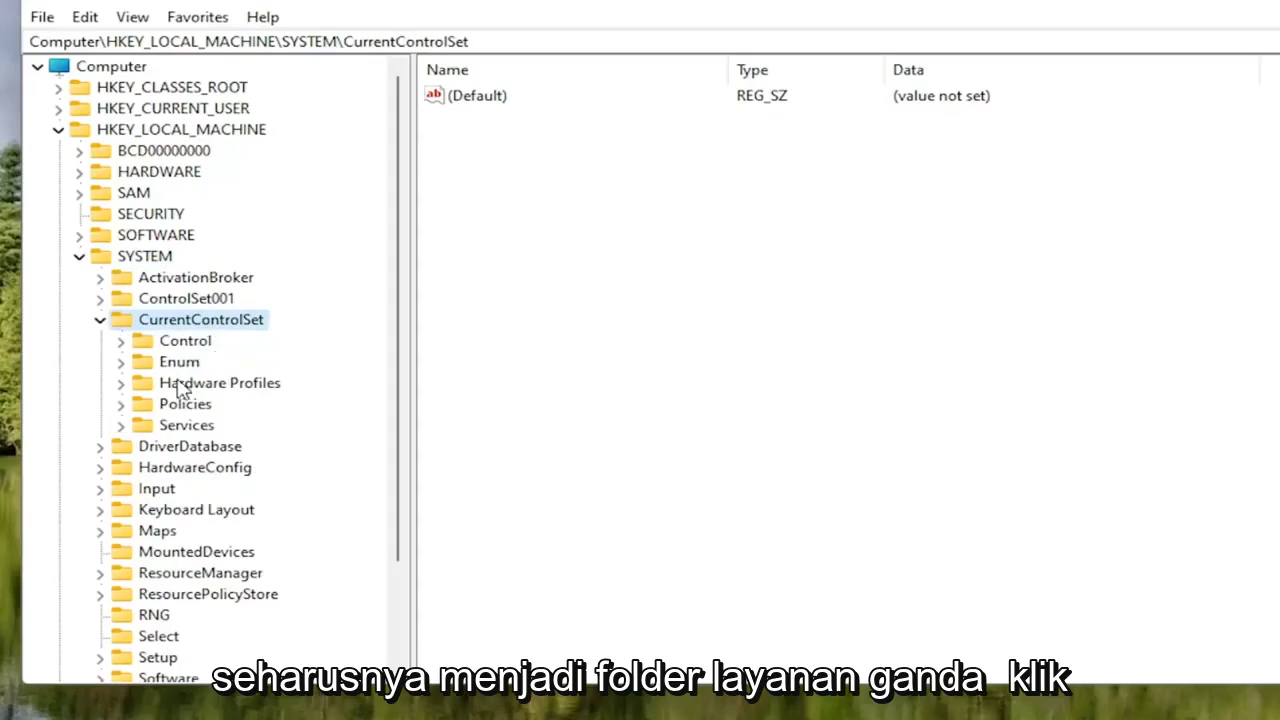 File Edit View Favorites Help
Computer\HKEY_LOCAL_MACHINE\SYSTEM\CurrentControlSet
Name Type Data
(Default) REG_SZ (value not set)
Computer
HKEY_CLASSES_ROOT
HKEY_CURRENT_USER
HKEY_LOCAL_MACHINE
BCD00000000
HARDWARE
SAM
SECURITY
SOFTWARE
SYSTEM
ActivationBroker
ControlSet001
CurrentControlSet
Control
Enum
Hardware Profiles
Policies
Services
DriverDatabase
HardwareConfig
Input
Keyboard Layout
Maps
MountedDevices
ResourceManager
ResourcePolicyStore
RNG
Select
Setup
Software
seharusnya menjadi folder layanan ganda klik